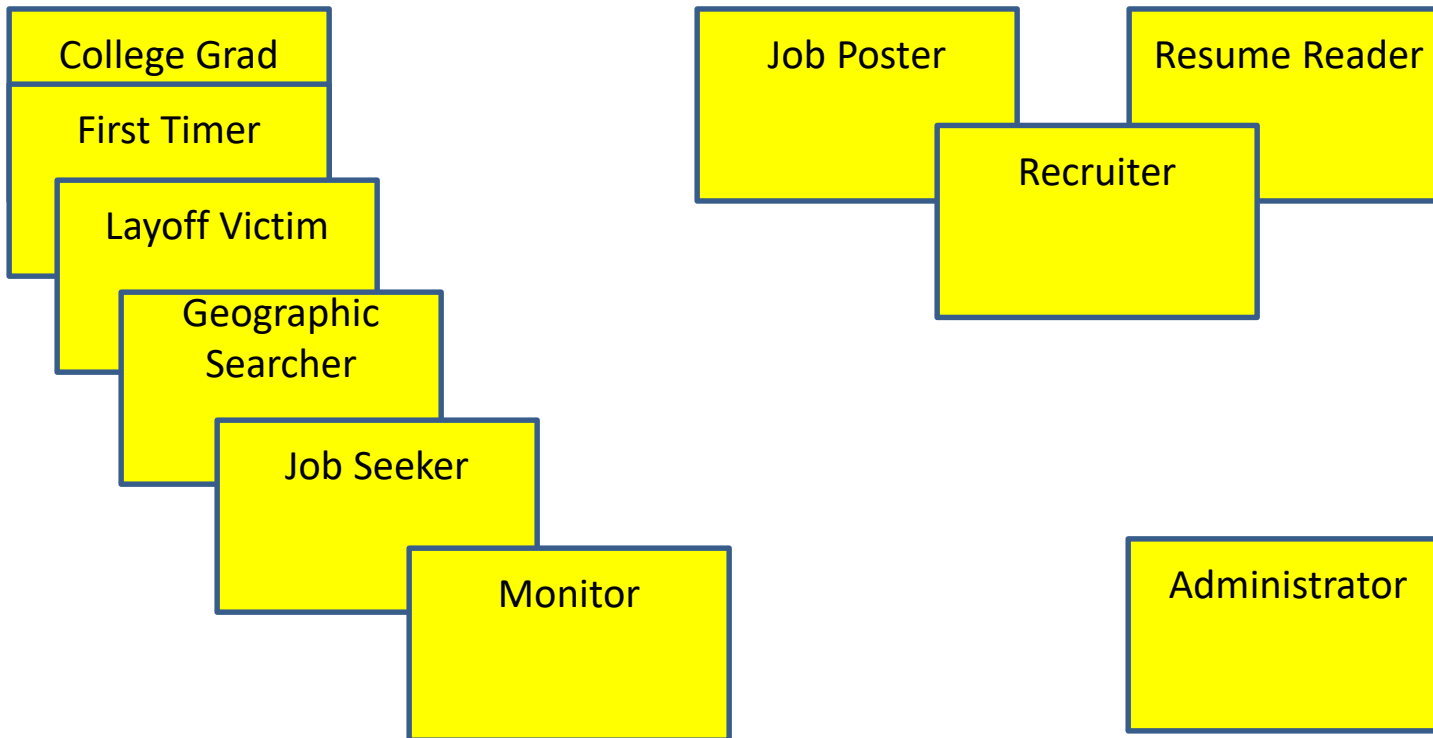 College Grad
First Timer
Layoff Victim
Geographic
Searcher
Job Seeker
Monitor
Job Poster
Resume Reader
Recruiter
Administrator